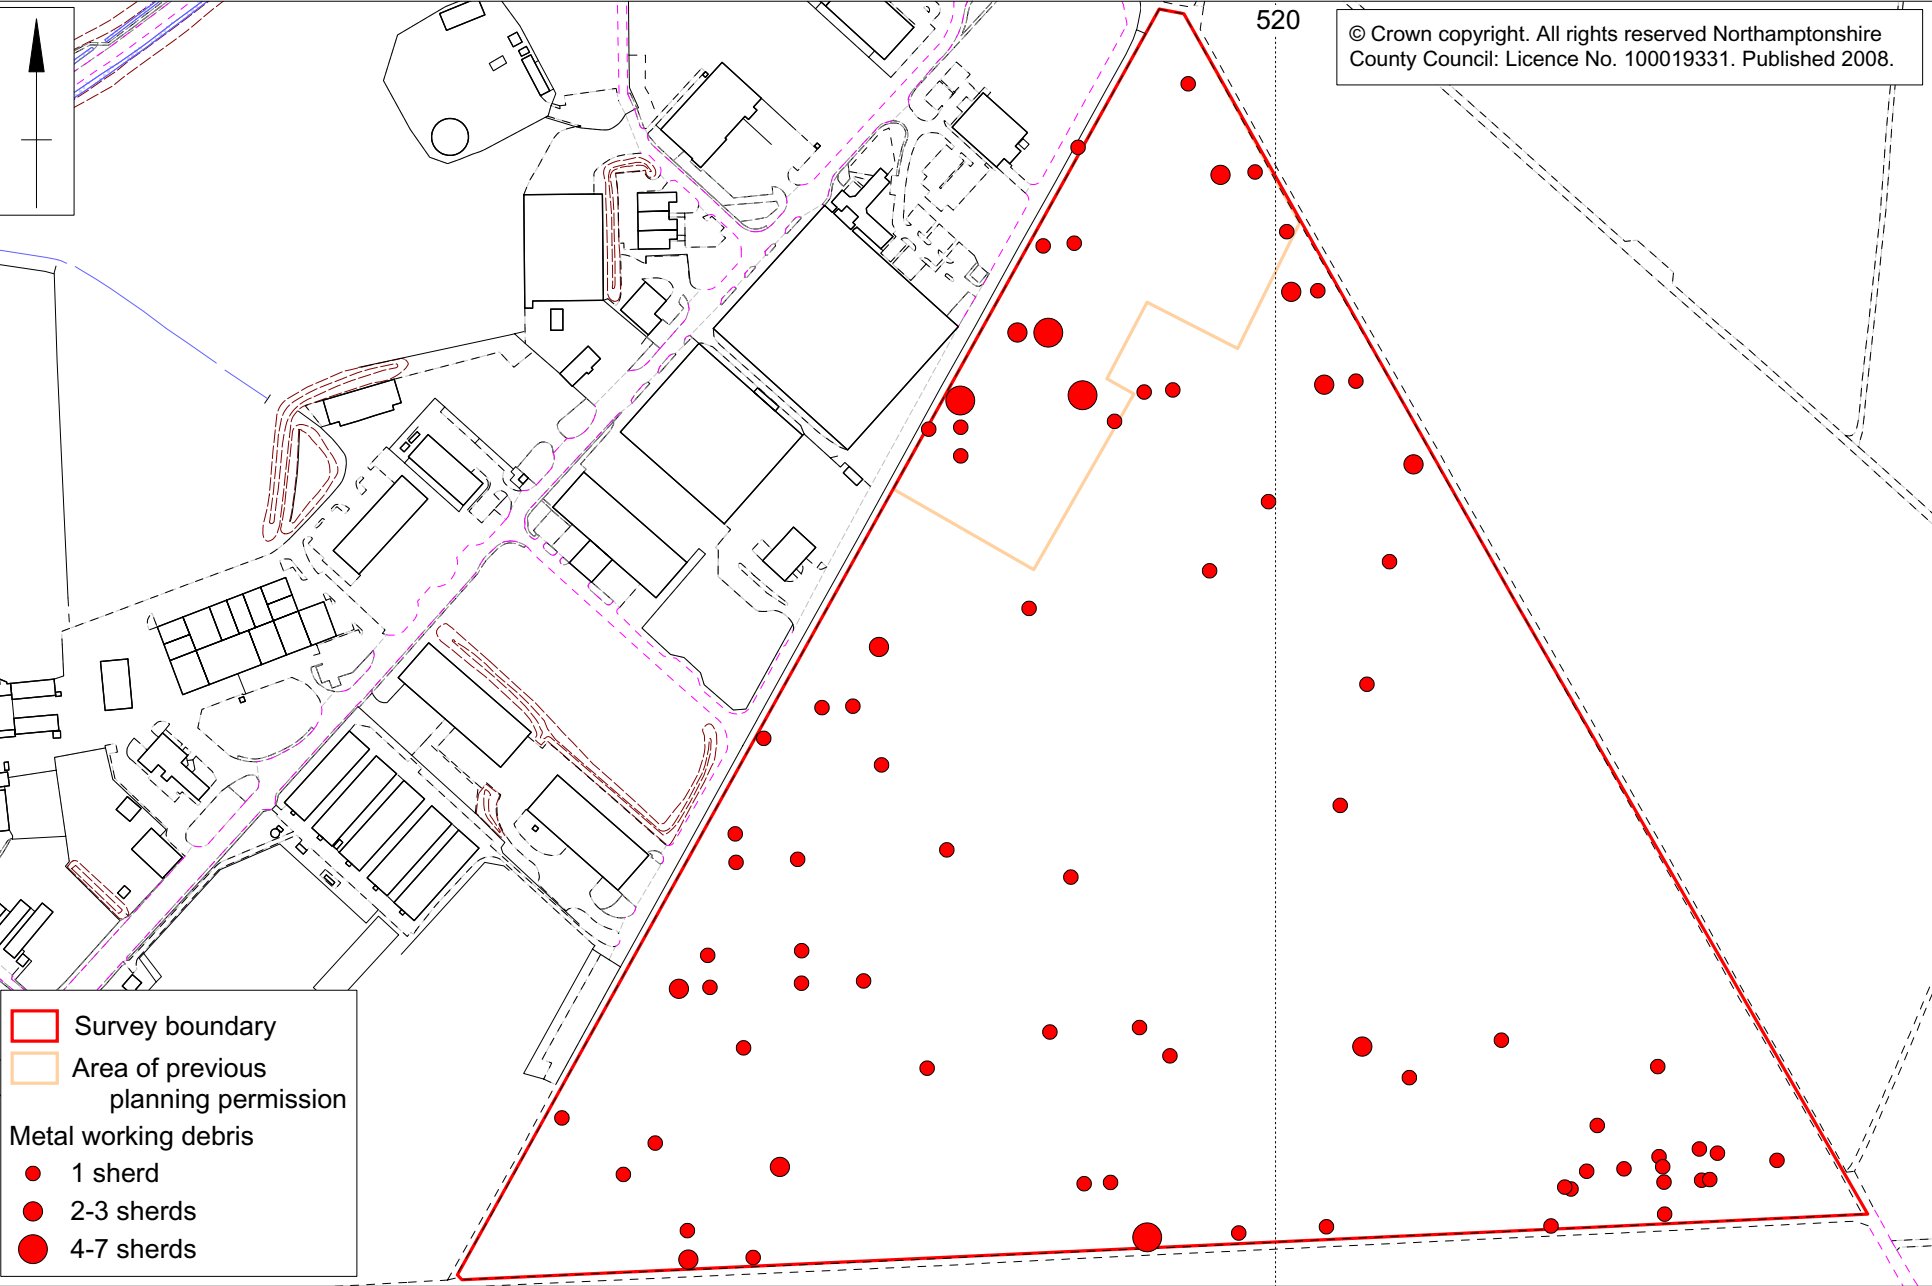 520
© Crown copyright. All rights reserved Northamptonshire
County Council: Licence No. 100019331. Published 2008.
Survey boundary
Area of previous
planning permission
Metal working debris
1 sherd
2-3 sherds
4-7 sherds